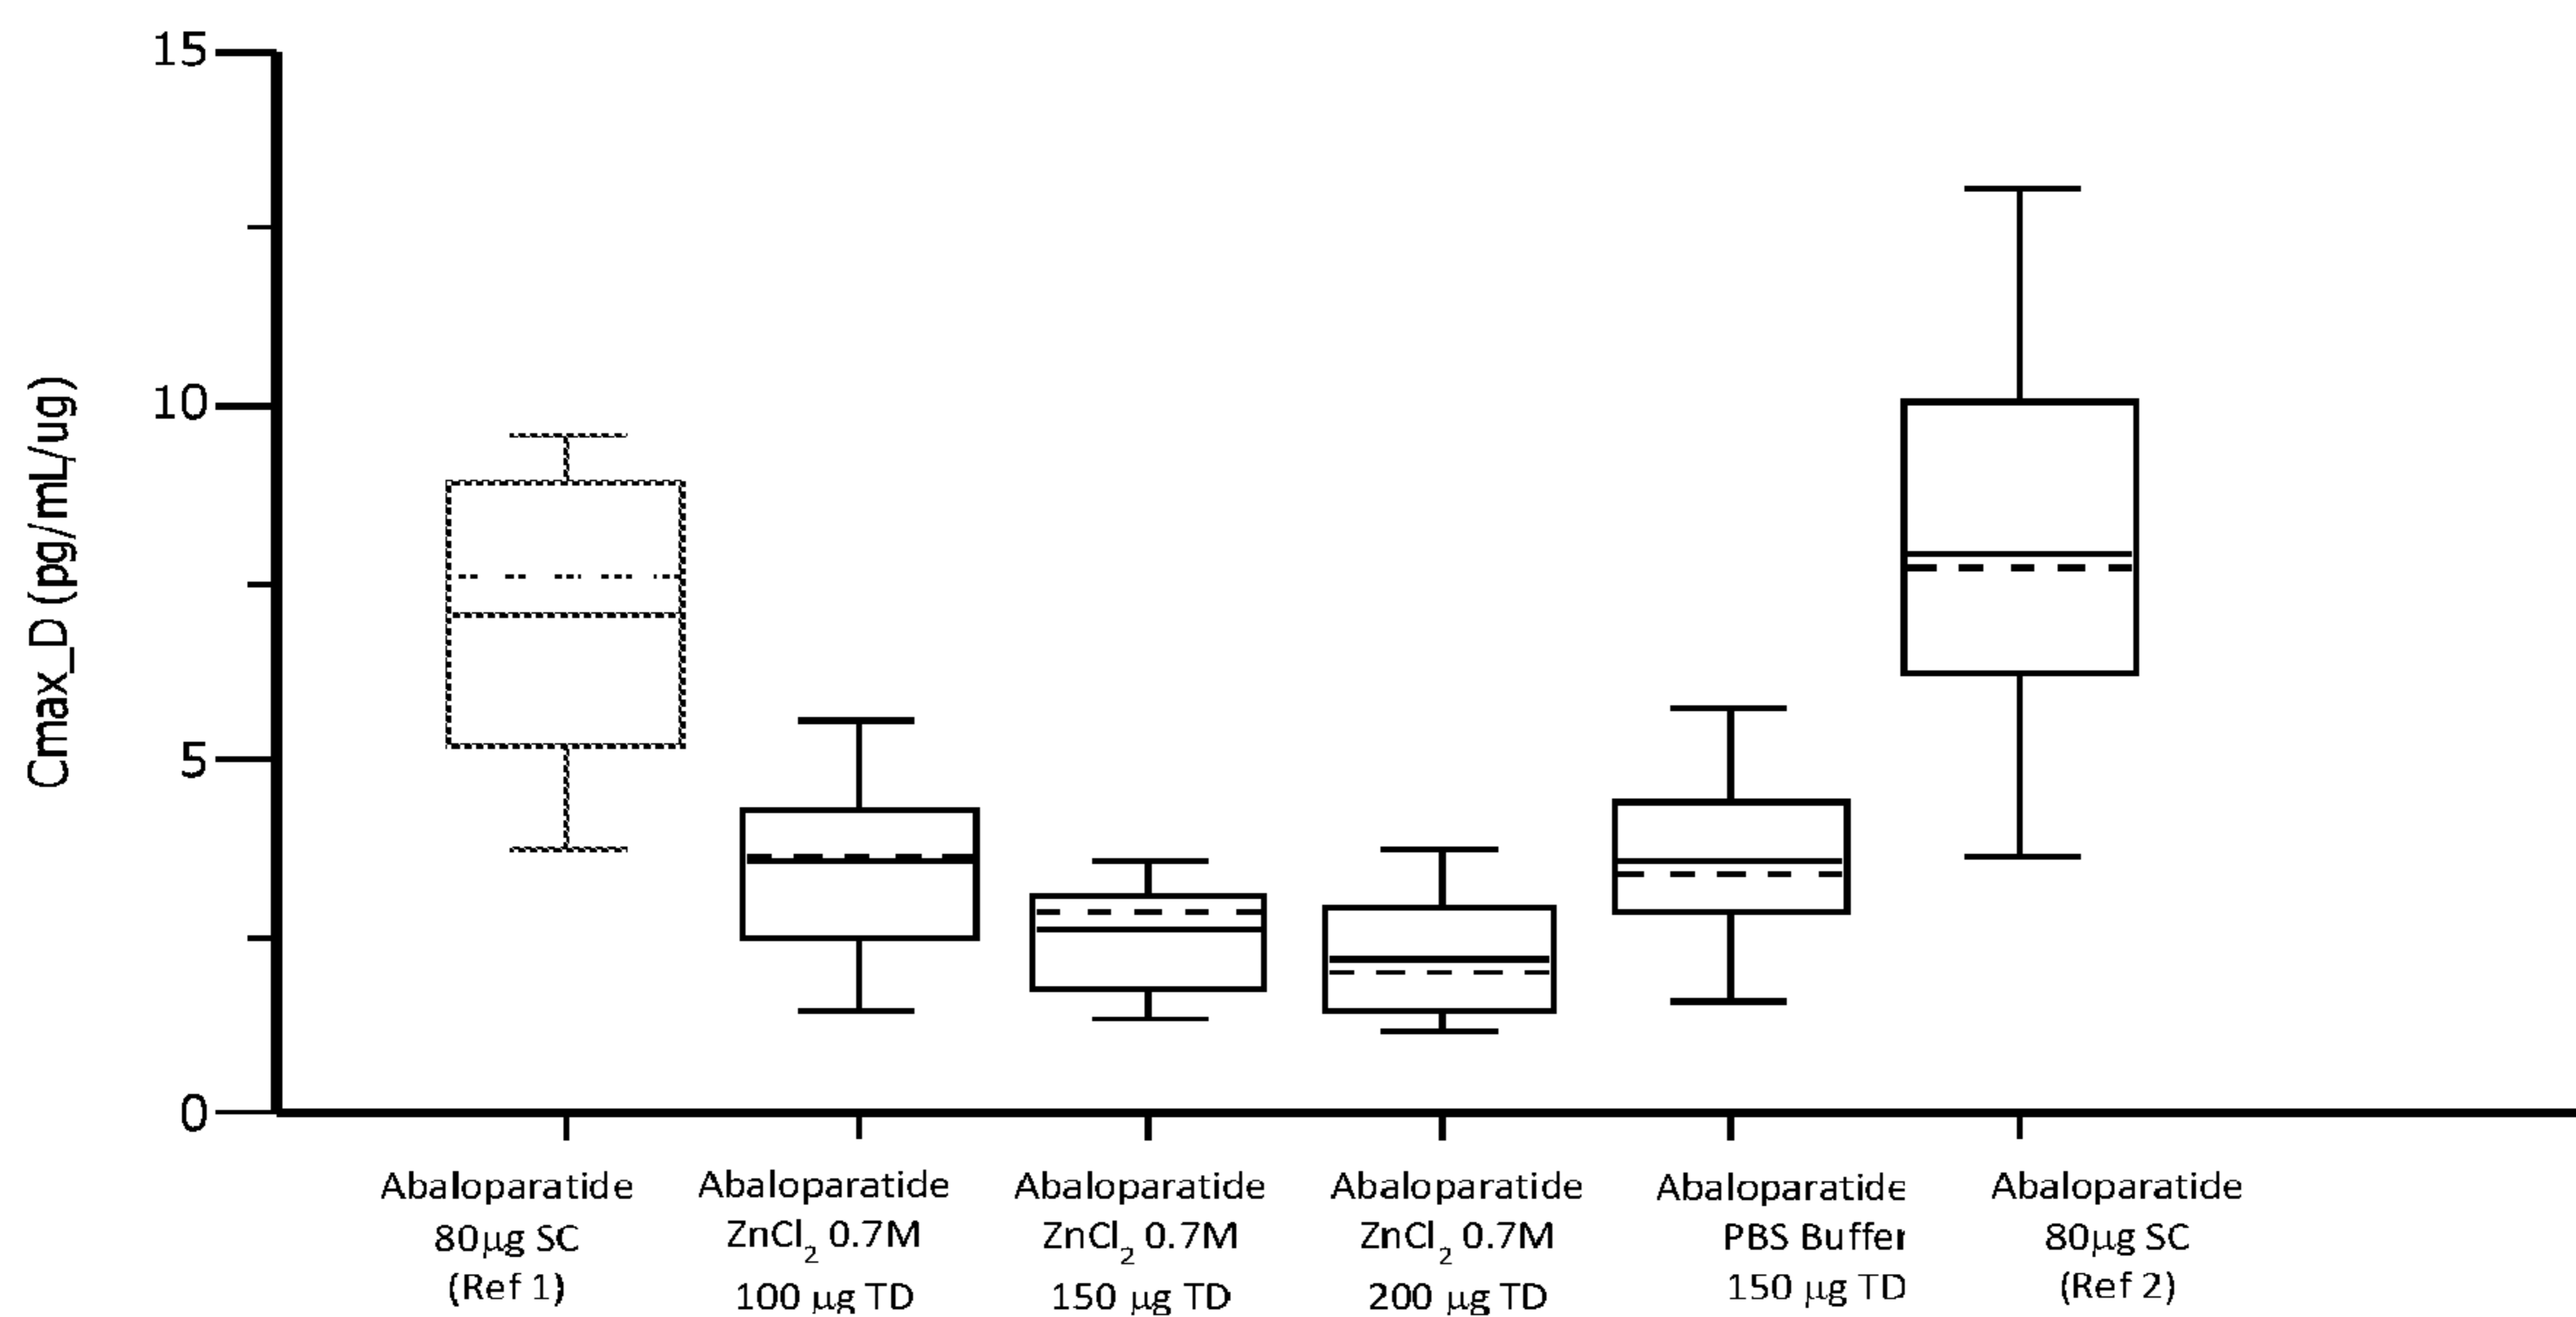 15
10
5
0
Cmax_D (pg/mL/ug)
Abaloparatide
80µg SC
(Ref 1)
Abaloparatide
ZnCl₂ 0.7M
100 µg TD
Abaloparatide
ZnCl₂ 0.7M
150 µg TD
Abaloparatide
ZnCl₂ 0.7M
200 µg TD
Abaloparatide
PBS Buffer
150 µg TD
Abaloparatide
80µg SC
(Ref 2)